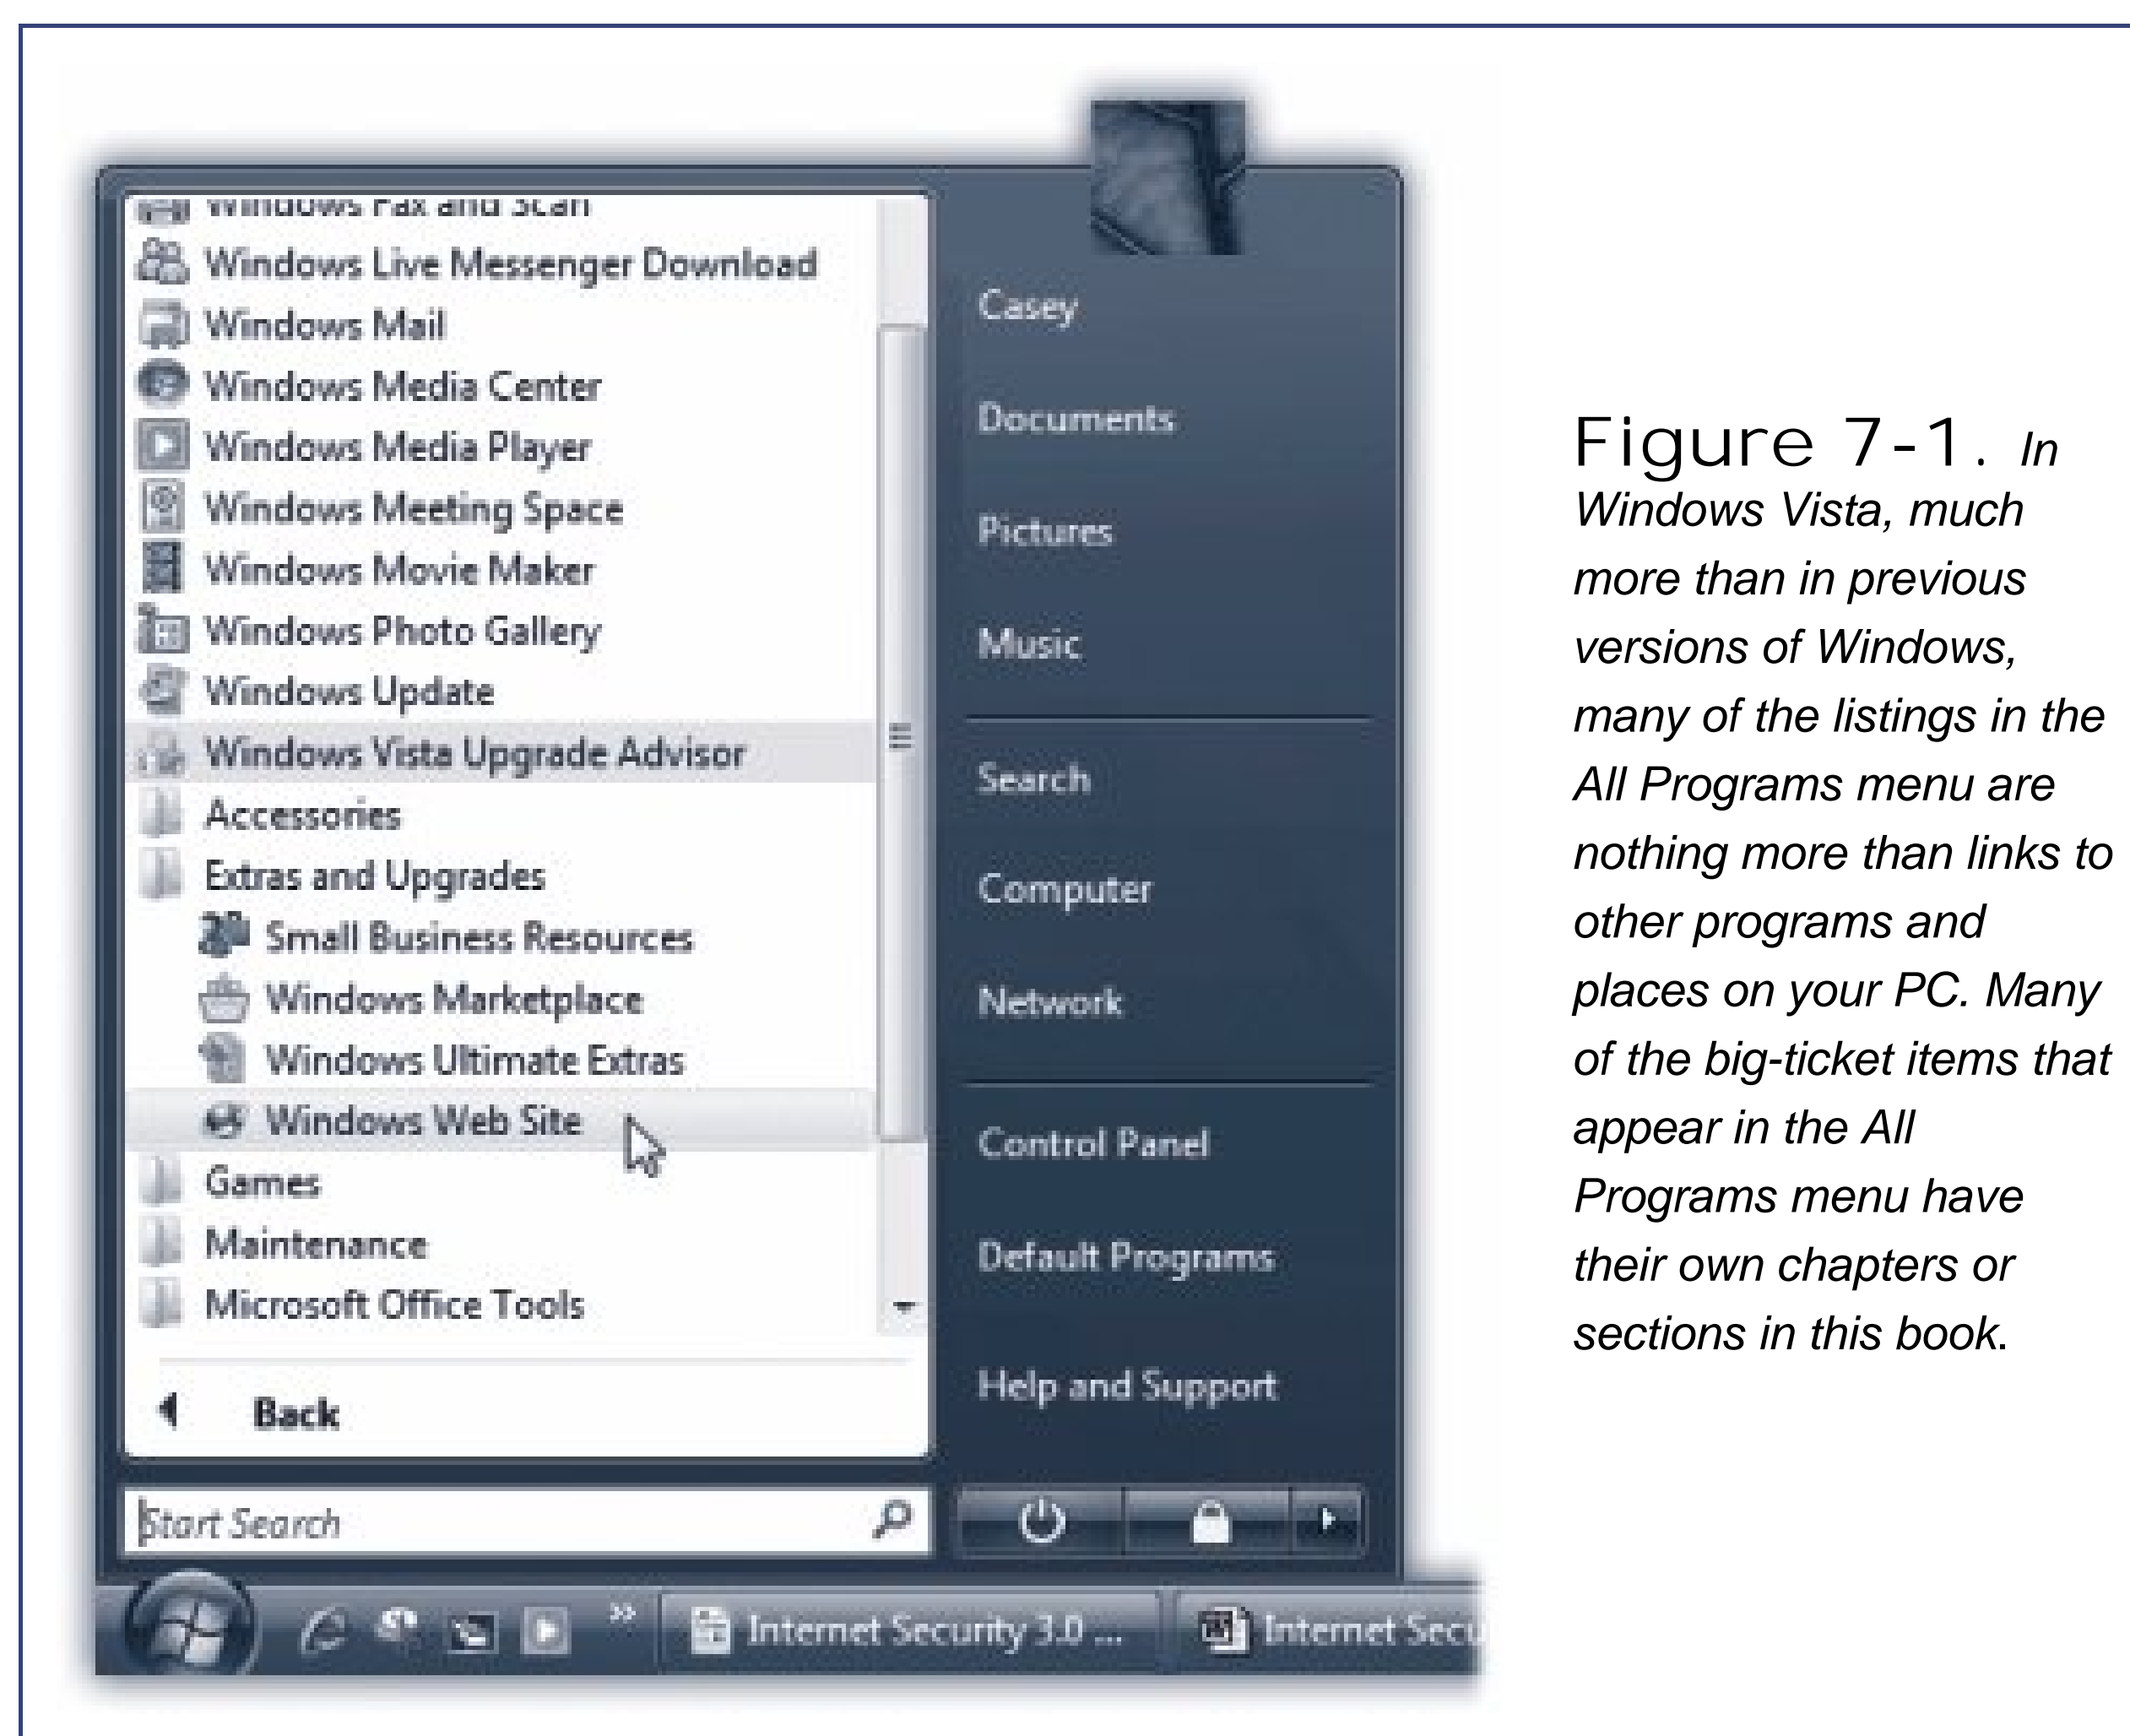 Windows Fax and Scan
Windows Live Messenger Download
Windows Mail
Windows Media Center
Windows Media Player
Windows Meeting Space
Windows Movie Maker
Windows Photo Gallery
Windows Update
Windows Vista Upgrade Advisor
Accessories
Extras and Upgrades
Small Business Resources
Windows Marketplace
Windows Ultimate Extras
Windows Web Site
Games
Maintenance
Microsoft Office Tools
Back
Start Search
Casey
Documents
Pictures
Music
Search
Computer
Network
Control Panel
Default Programs
Help and Support
Internet Security 3.0 ...
Internet Secu
Figure 7-1. In
Windows Vista, much
more than in previous
versions of Windows,
many of the listings in the
All Programs menu are
nothing more than links to
other programs and
places on your PC. Many
of the big-ticket items that
appear in the All
Programs menu have
their own chapters or
sections in this book.